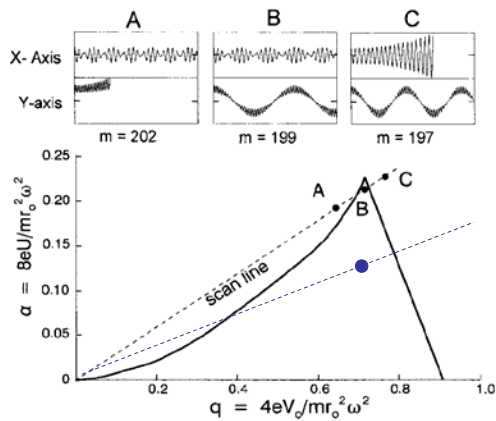 A B C
X- Axis
Y-axis
m = 202 m = 199 m = 197
0.25
0.20
0.15
0.10
0.05
0
α = 8eU/mr₀²ω²
A
B
C
scan line
0.2 0.4 0.6 0.8 1.0
q = 4eV₀/mr₀²ω²